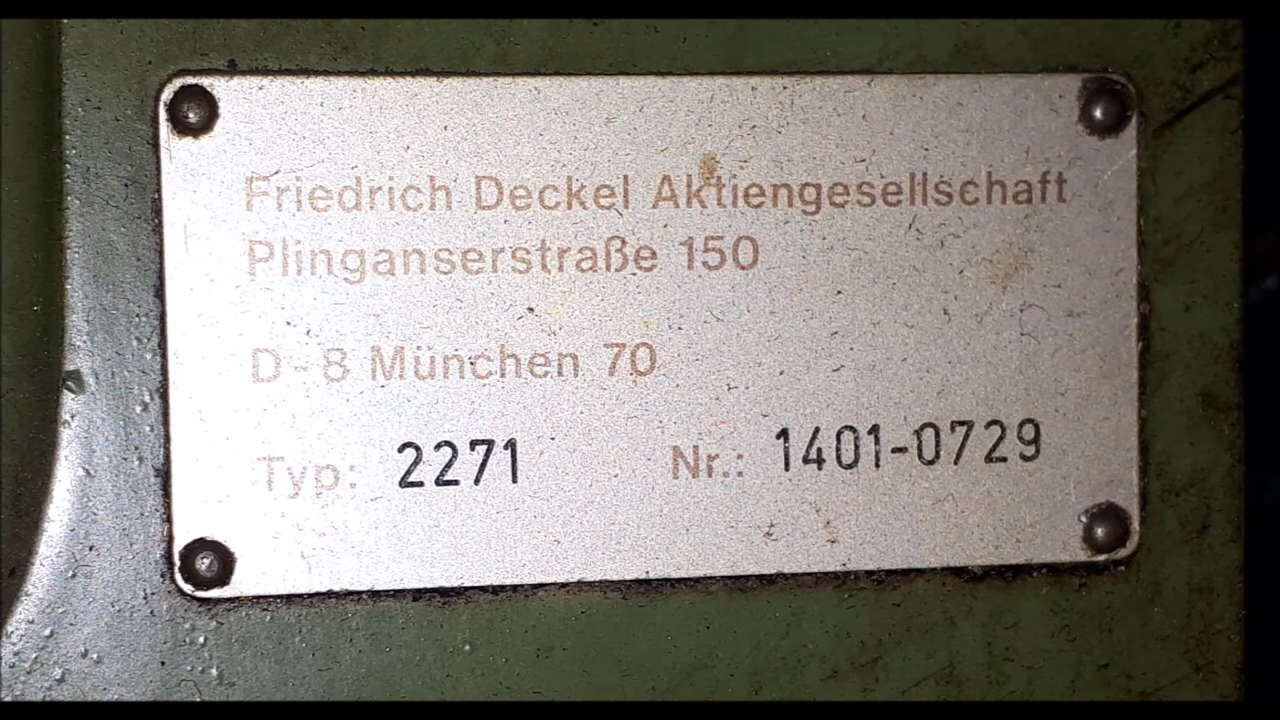 Friedrich Deckel Aktiengesellschaft
Plinganserstraße 150
D-8 München 70
Typ: 2271 Nr.: 1401-0729